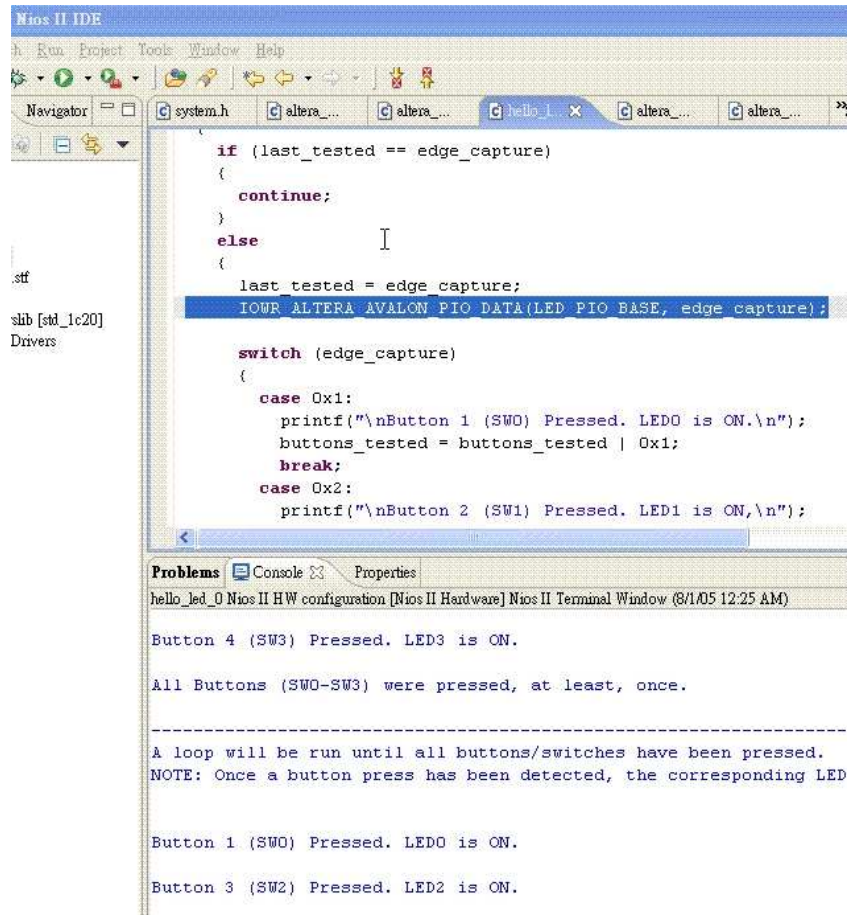 Nios II IDE
h Run Project Tools Window Help
Navigator
system.h altera_... altera_... hello_l... altera_... altera_...
if (last_tested == edge_capture)
{
continue;
}
else
{
.stf
last_tested = edge_capture;
IOWR_ALTERA_AVALON_PIO_DATA(LED_PIO_BASE, edge_capture);
slib [std_1c20]
Drivers
switch (edge_capture)
{
case 0x1:
printf("\nButton 1 (SW0) Pressed. LED0 is ON.\n");
buttons_tested = buttons_tested | 0x1;
break;
case 0x2:
printf("\nButton 2 (SW1) Pressed. LED1 is ON,\n");
Problems Console Properties
hello_led_0 Nios II HW configuration [Nios II Hardware] Nios II Terminal Window (8/1/05 12:25 AM)
Button 4 (SW3) Pressed. LED3 is ON.
All Buttons (SW0-SW3) were pressed, at least, once.
--------------------------------------------------------------------
A loop will be run until all buttons/switches have been pressed.
NOTE: Once a button press has been detected, the corresponding LED
Button 1 (SW0) Pressed. LED0 is ON.
Button 3 (SW2) Pressed. LED2 is ON.